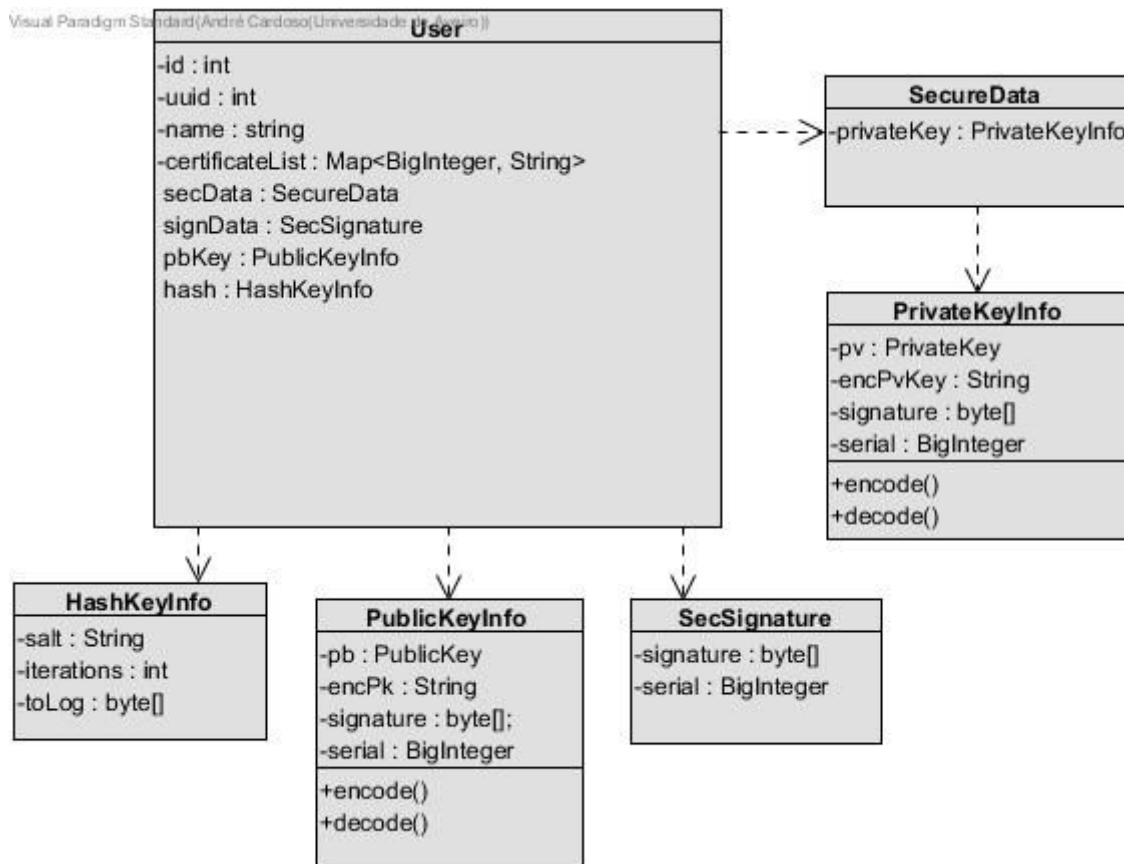 Visual Paradigm Standard(André Cardoso(Universidade de Aveiro))
User
-id : int
-uuid : int
-name : string
-certificateList : Map<BigInteger, String>
secData : SecureData
signData : SecSignature
pbKey : PublicKeyInfo
hash : HashKeyInfo
SecureData
-privateKey : PrivateKeyInfo
PrivateKeyInfo
-pv : PrivateKey
-encPvKey : String
-signature : byte[]
-serial : BigInteger
+encode()
+decode()
HashKeyInfo
-salt : String
-iterations : int
-toLog : byte[]
PublicKeyInfo
-pb : PublicKey
-encPk : String
-signature : byte[];
-serial : BigInteger
+encode()
+decode()
SecSignature
-signature : byte[]
-serial : BigInteger